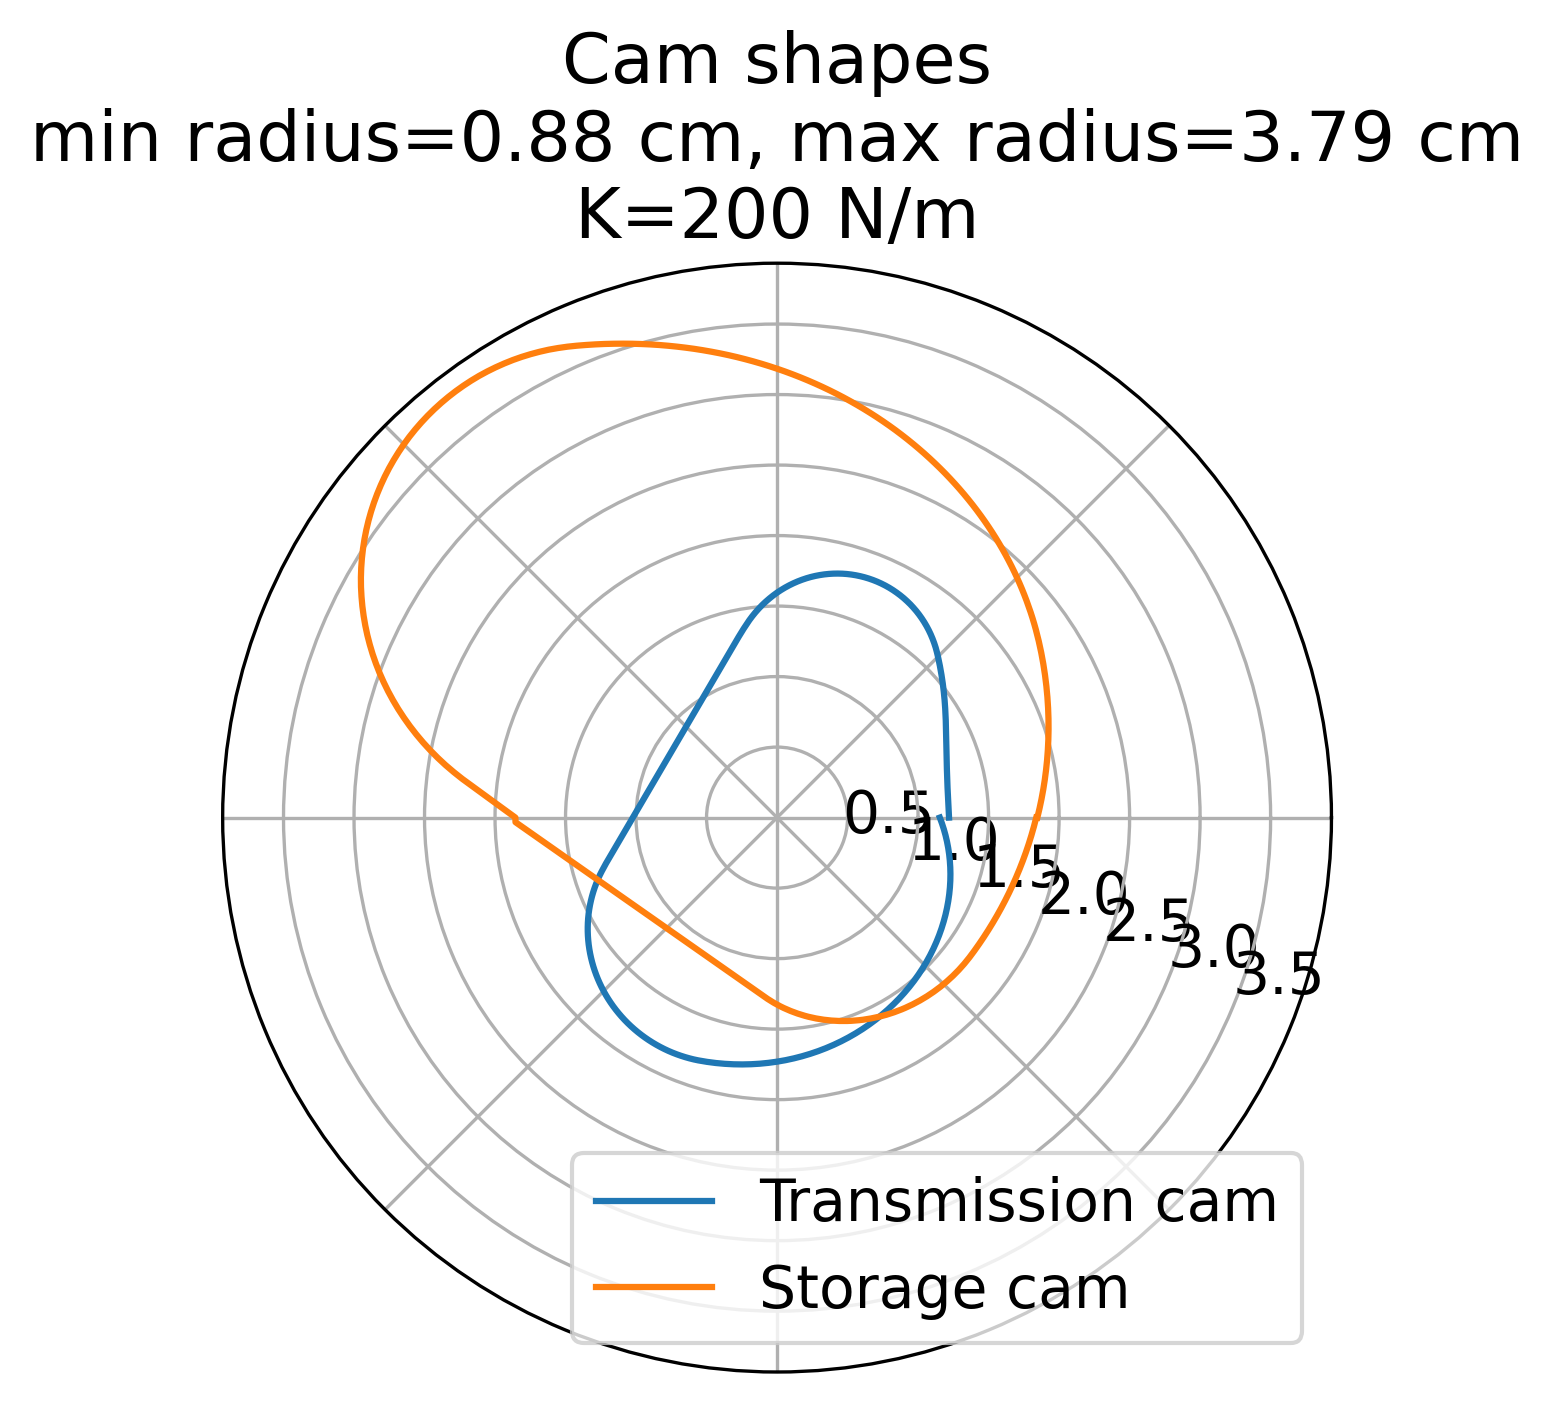 Cam shapes
min radius=0.88 cm, max radius=3.79 cm
K=200 N/m
0.5
1.0
1.5
2.0
2.5
3.0
3.5
Transmission cam
Storage cam